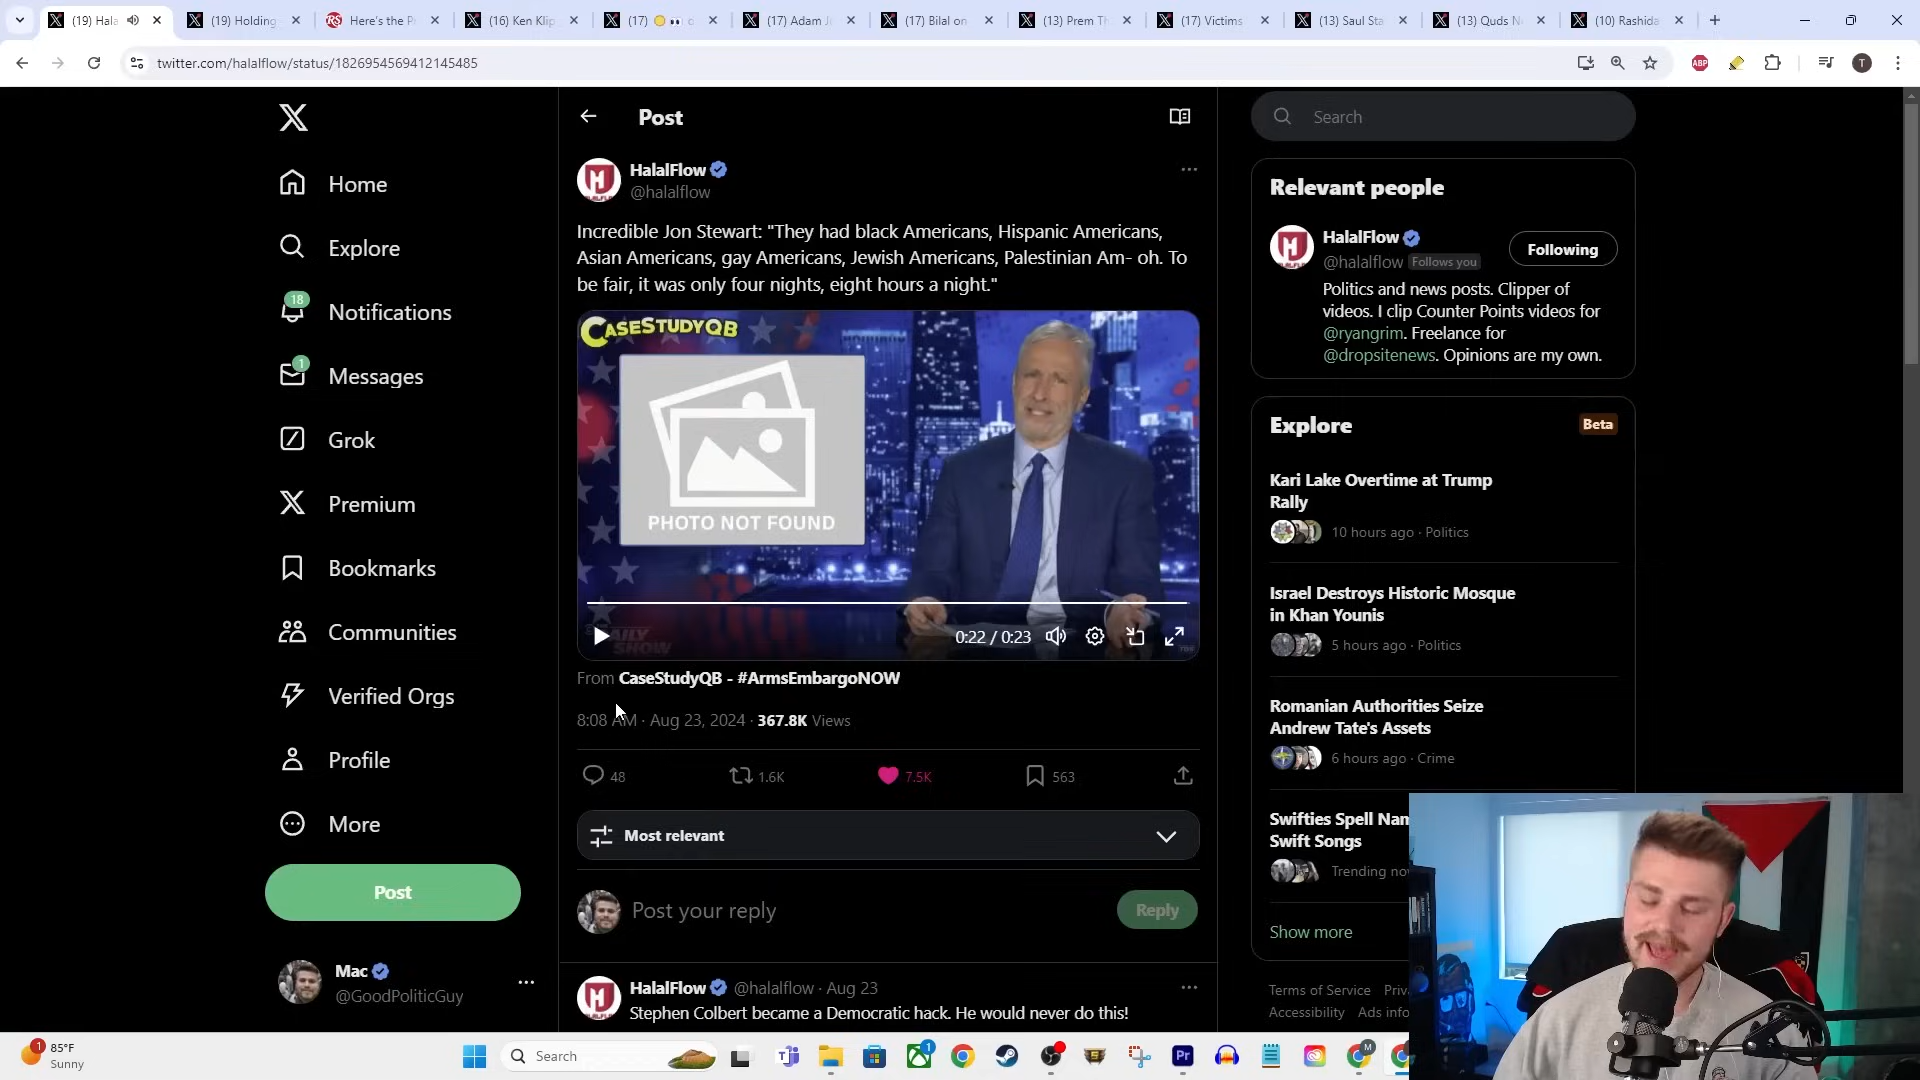 (19) Hala
(19) Holding
Here's the P
(16) Ken Klip
(17)
(17) Adam J
(17) Bilal on
(13) Prem Th
(17) Victims
(13) Saul Sta
(13) Quds N
(10) Rashida
twitter.com/halalflow/status/1826954569412145485
ABP
T
Home
Explore
18
Notifications
1
Messages
Grok
Premium
Bookmarks
Communities
Verified Orgs
Profile
More
Post
Mac
@GoodPoliticGuy
Post
HalalFlow
@halalflow
Incredible Jon Stewart: "They had black Americans, Hispanic Americans,
Asian Americans, gay Americans, Jewish Americans, Palestinian Am- oh. To
be fair, it was only four nights, eight hours a night."
CASESTUDYQB
PHOTO NOT FOUND
0:22 / 0:23
From CaseStudyQB - #ArmsEmbargoNOW
8:08 AM · Aug 23, 2024 · 367.8K Views
48
1.6K
7.5K
563
Most relevant
Post your reply
Reply
HalalFlow @halalflow · Aug 23
Stephen Colbert became a Democratic hack. He would never do this!
Search
Relevant people
HalalFlow
@halalflow Follows you
Following
Politics and news posts. Clipper of
videos. I clip Counter Points videos for
@ryangrim. Freelance for
@dropsitenews. Opinions are my own.
Explore
Beta
Kari Lake Overtime at Trump
Rally
10 hours ago · Politics
Israel Destroys Historic Mosque
in Khan Younis
5 hours ago · Politics
Romanian Authorities Seize
Andrew Tate's Assets
6 hours ago · Crime
Swifties Spell Nam
Swift Songs
Trending no
Show more
Terms of Service Priv
Accessibility Ads info
1
85°F
Sunny
Search
1
Pr
M